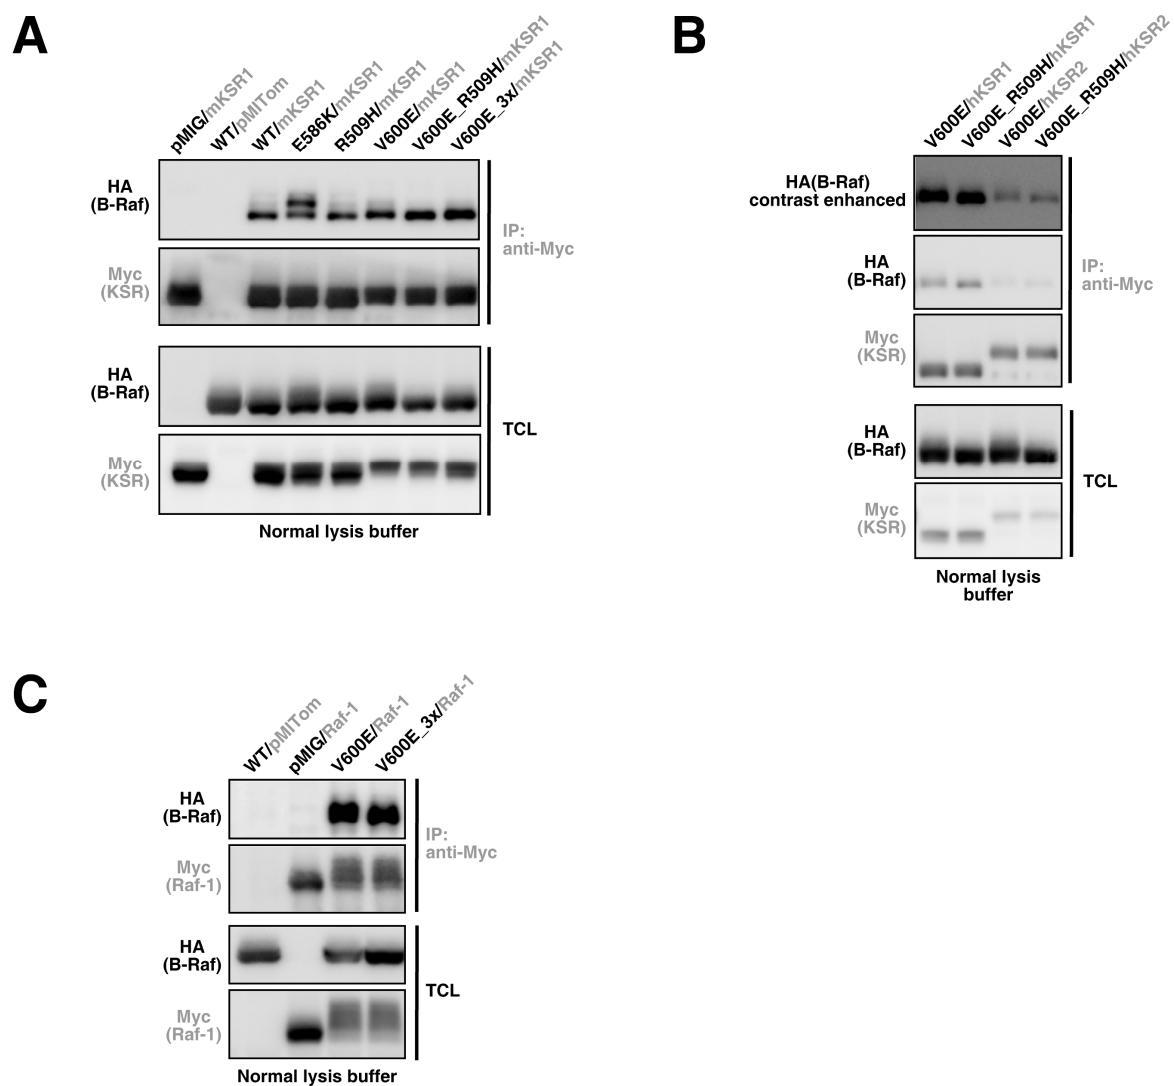 A
pMIG/mKSR1
WT/pMITom
WT/mKSR1
E586K/mKSR1
R509H/mKSR1
V600E/mKSR1
V600E_R509H/mKSR1
V600E_3x/mKSR1
HA
(B-Raf)
Myc
(KSR)
IP:
anti-Myc
HA
(B-Raf)
Myc
(KSR)
TCL
Normal lysis buffer
B
V600E/hKSR1
V600E_R509H/hKSR1
V600E/hKSR2
V600E_R509H/hKSR2
HA(B-Raf)
contrast enhanced
HA
(B-Raf)
Myc
(KSR)
IP:
anti-Myc
HA
(B-Raf)
Myc
(KSR)
TCL
Normal lysis
buffer
C
WT/pMITom
pMIG/Raf-1
V600E/Raf-1
V600E_3x/Raf-1
HA
(B-Raf)
Myc
(Raf-1)
IP:
anti-Myc
HA
(B-Raf)
Myc
(Raf-1)
TCL
Normal lysis buffer